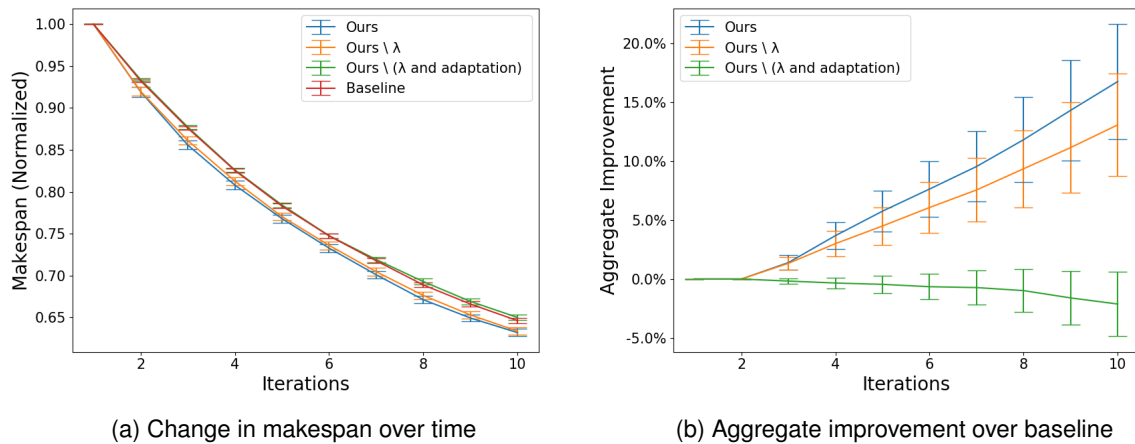 1.00
0.95
0.90
0.85
0.80
0.75
0.70
0.65
Makespan (Normalized)
Ours
Ours \ λ
Ours \ (λ and adaptation)
Baseline
2 4 6 8 10
Iterations
(a) Change in makespan over time
20.0%
15.0%
10.0%
5.0%
0.0%
-5.0%
Aggregate Improvement
Ours
Ours \ λ
Ours \ (λ and adaptation)
2 4 6 8 10
Iterations
(b) Aggregate improvement over baseline